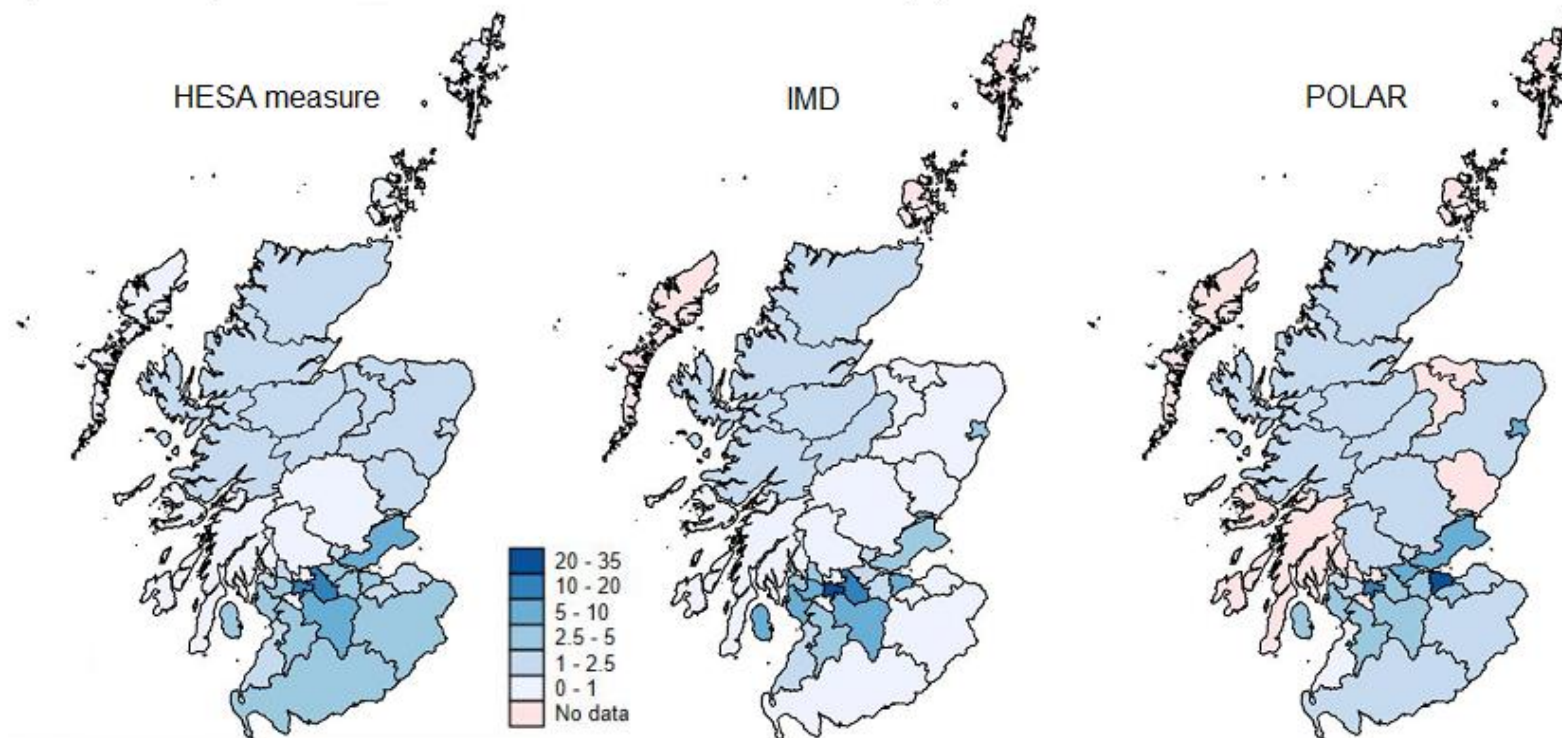 HESA measure
IMD
POLAR
20 - 35
10 - 20
5 - 10
2.5 - 5
1 - 2.5
0 - 1
No data